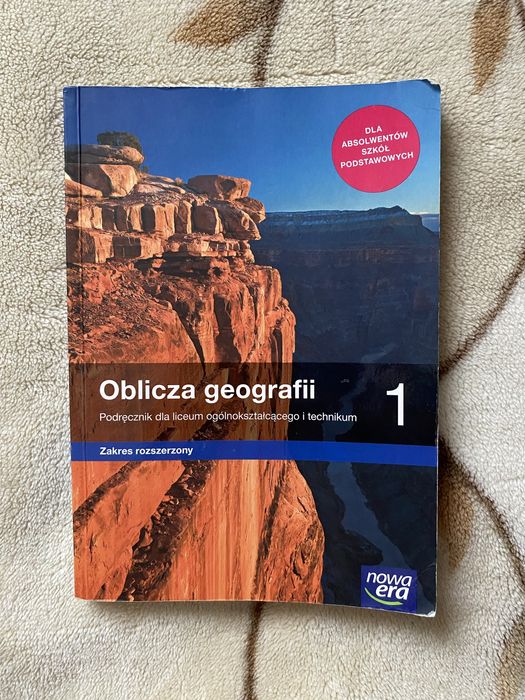 DLA
ABSOLWENTÓW
SZKÓŁ
PODSTAWOWYCH
Oblicza geografii
1
Podręcznik dla liceum ogólnokształcącego i technikum
Zakres rozszerzony
nowa
era